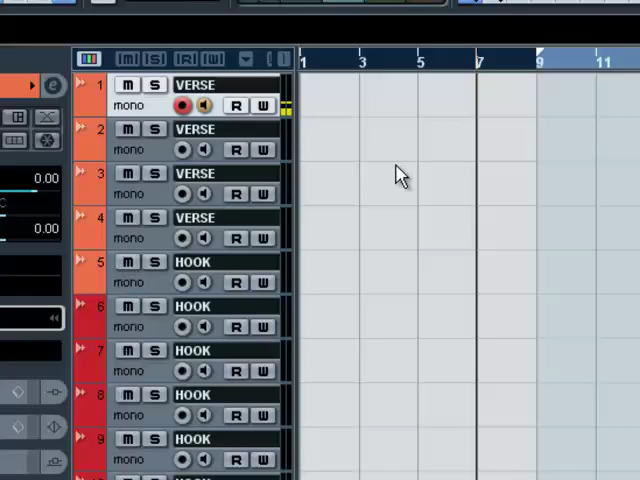 [M] [S] [R] [W]
1 3 5 7 9 11
1 m S VERSE
mono R W
2 m S VERSE
mono R W
3 m S VERSE
mono R W
4 m S VERSE
mono R W
5 m S HOOK
mono R W
6 m S HOOK
mono R W
7 m S HOOK
mono R W
8 m S HOOK
mono R W
9 m S HOOK
mono R W
e
0.00
C
0.00